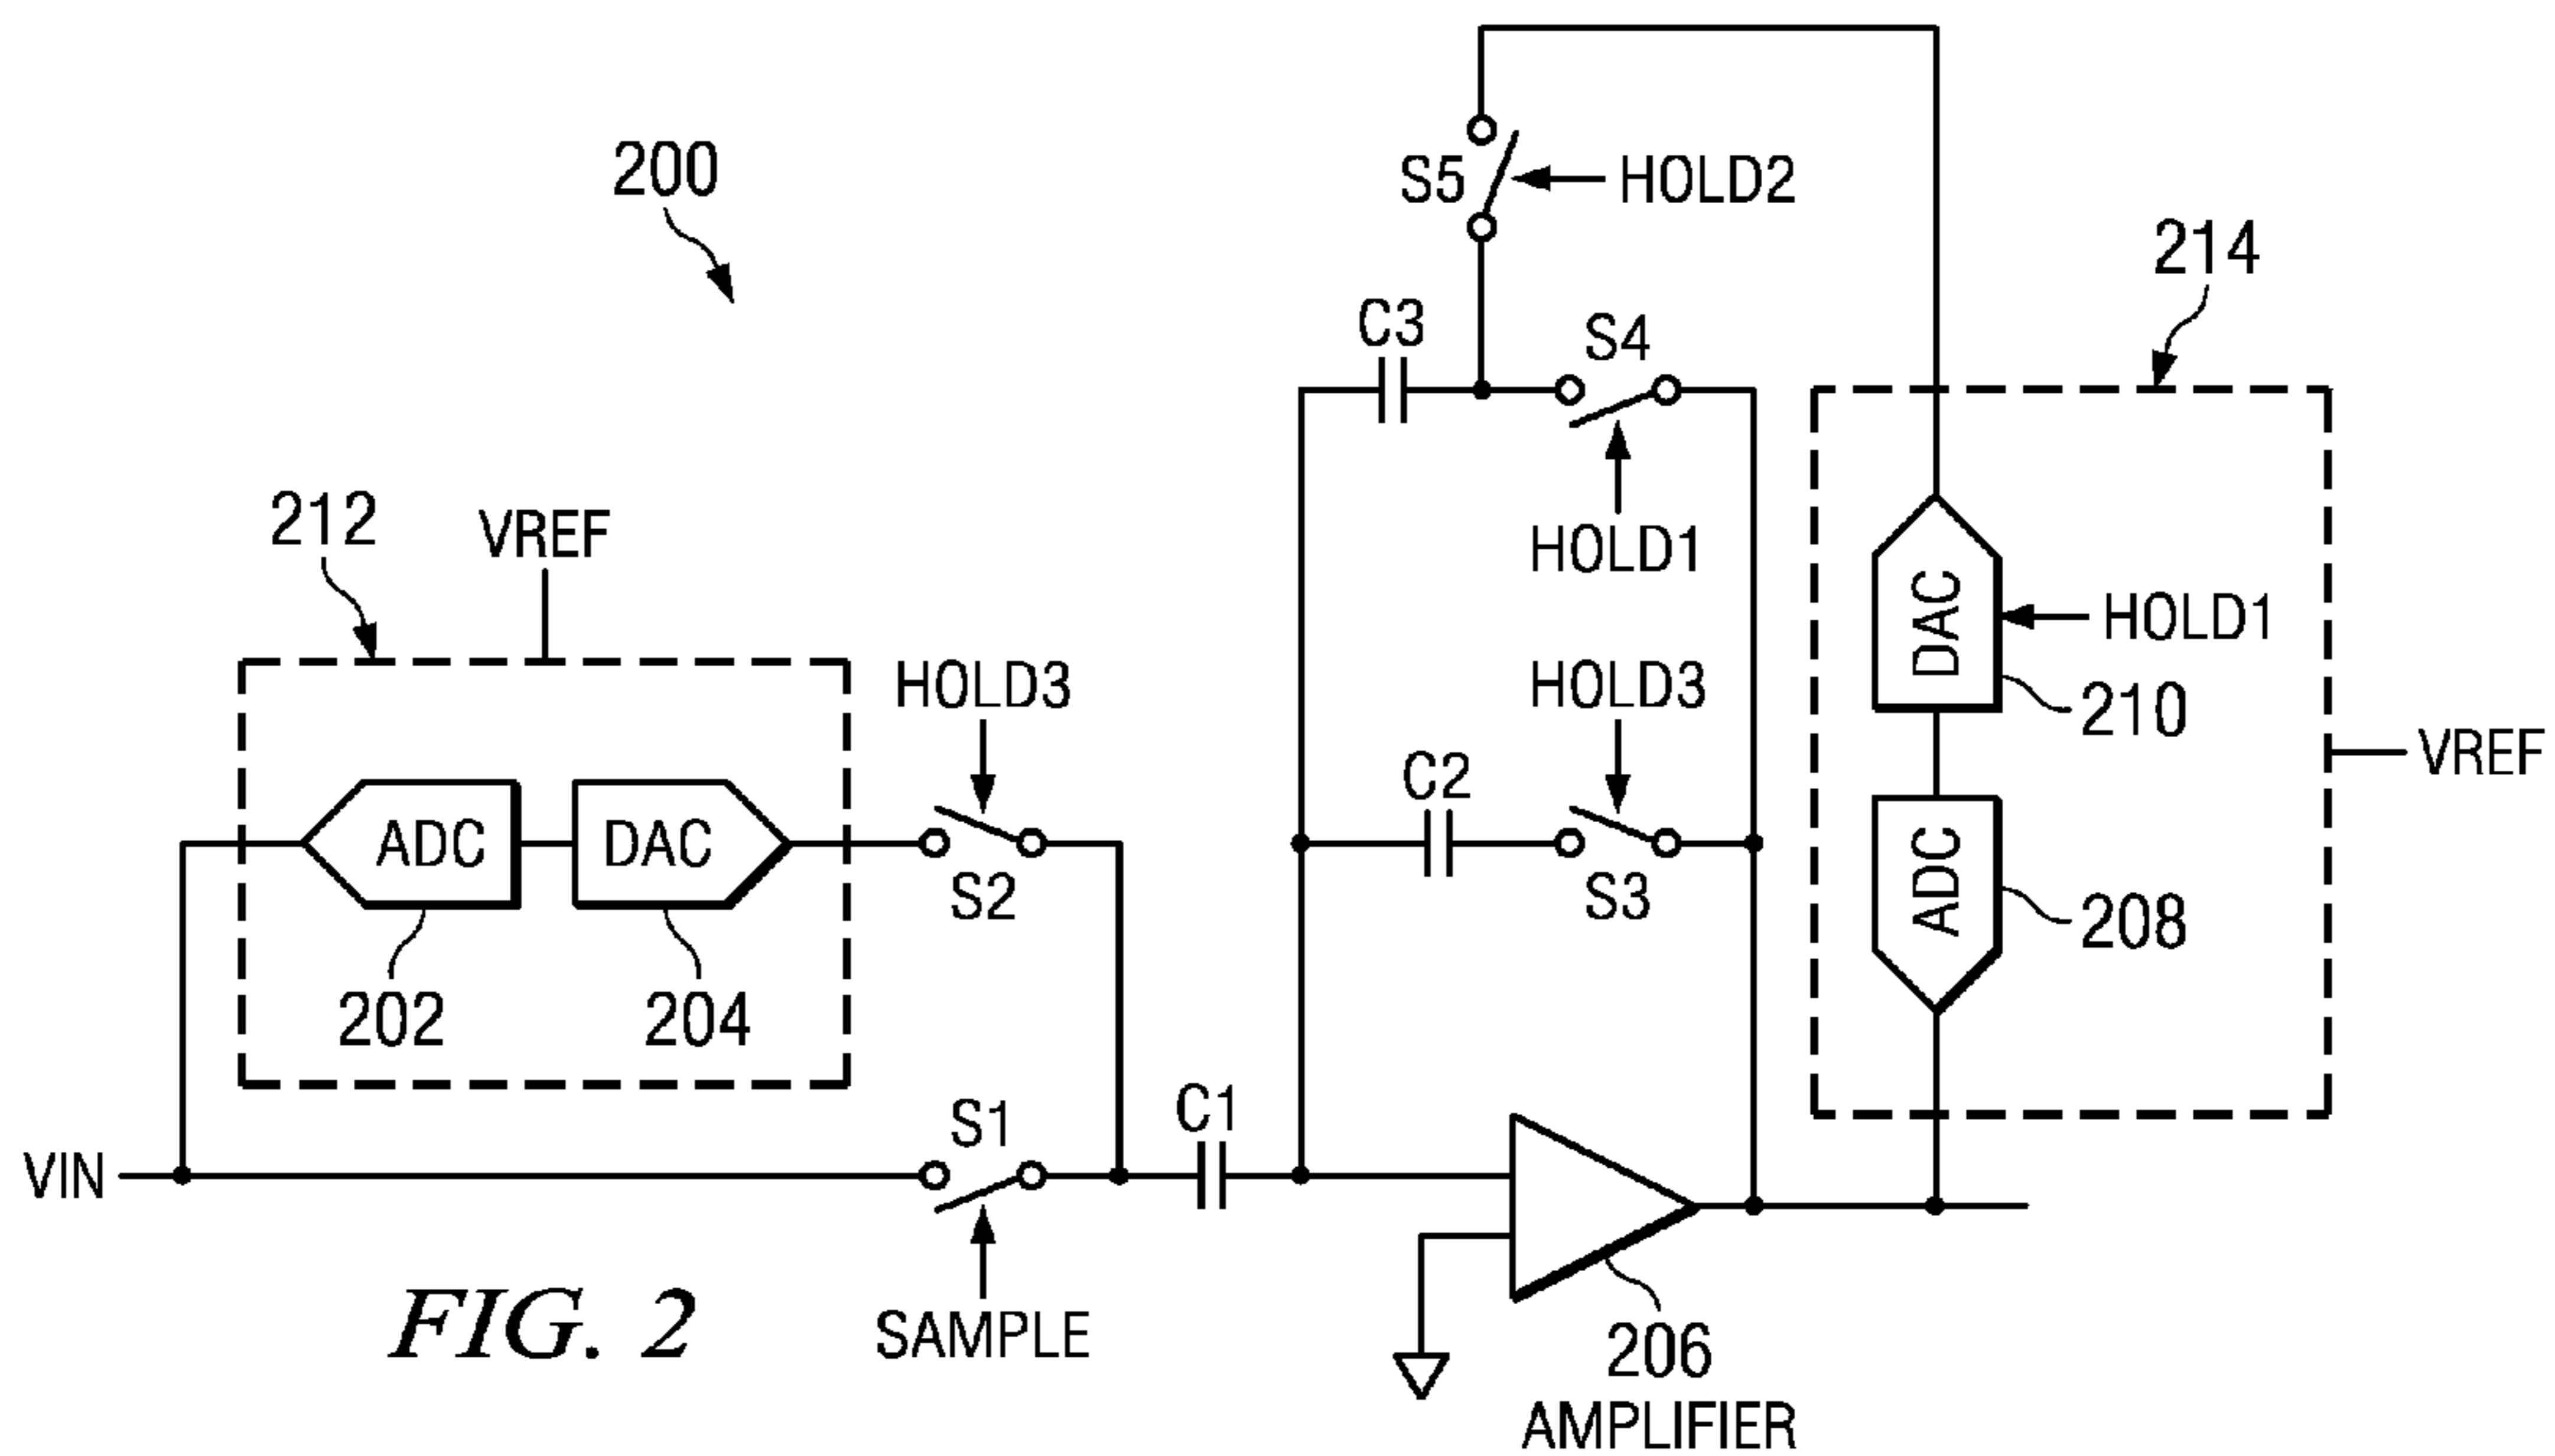 200
S5
HOLD2
214
C3
S4
HOLD1
212
VREF
HOLD3
HOLD3
DAC
HOLD1
210
VREF
C2
ADC
DAC
S2
S3
ADC
208
202
204
S1
C1
VIN
SAMPLE
FIG. 2
206
AMPLIFIER